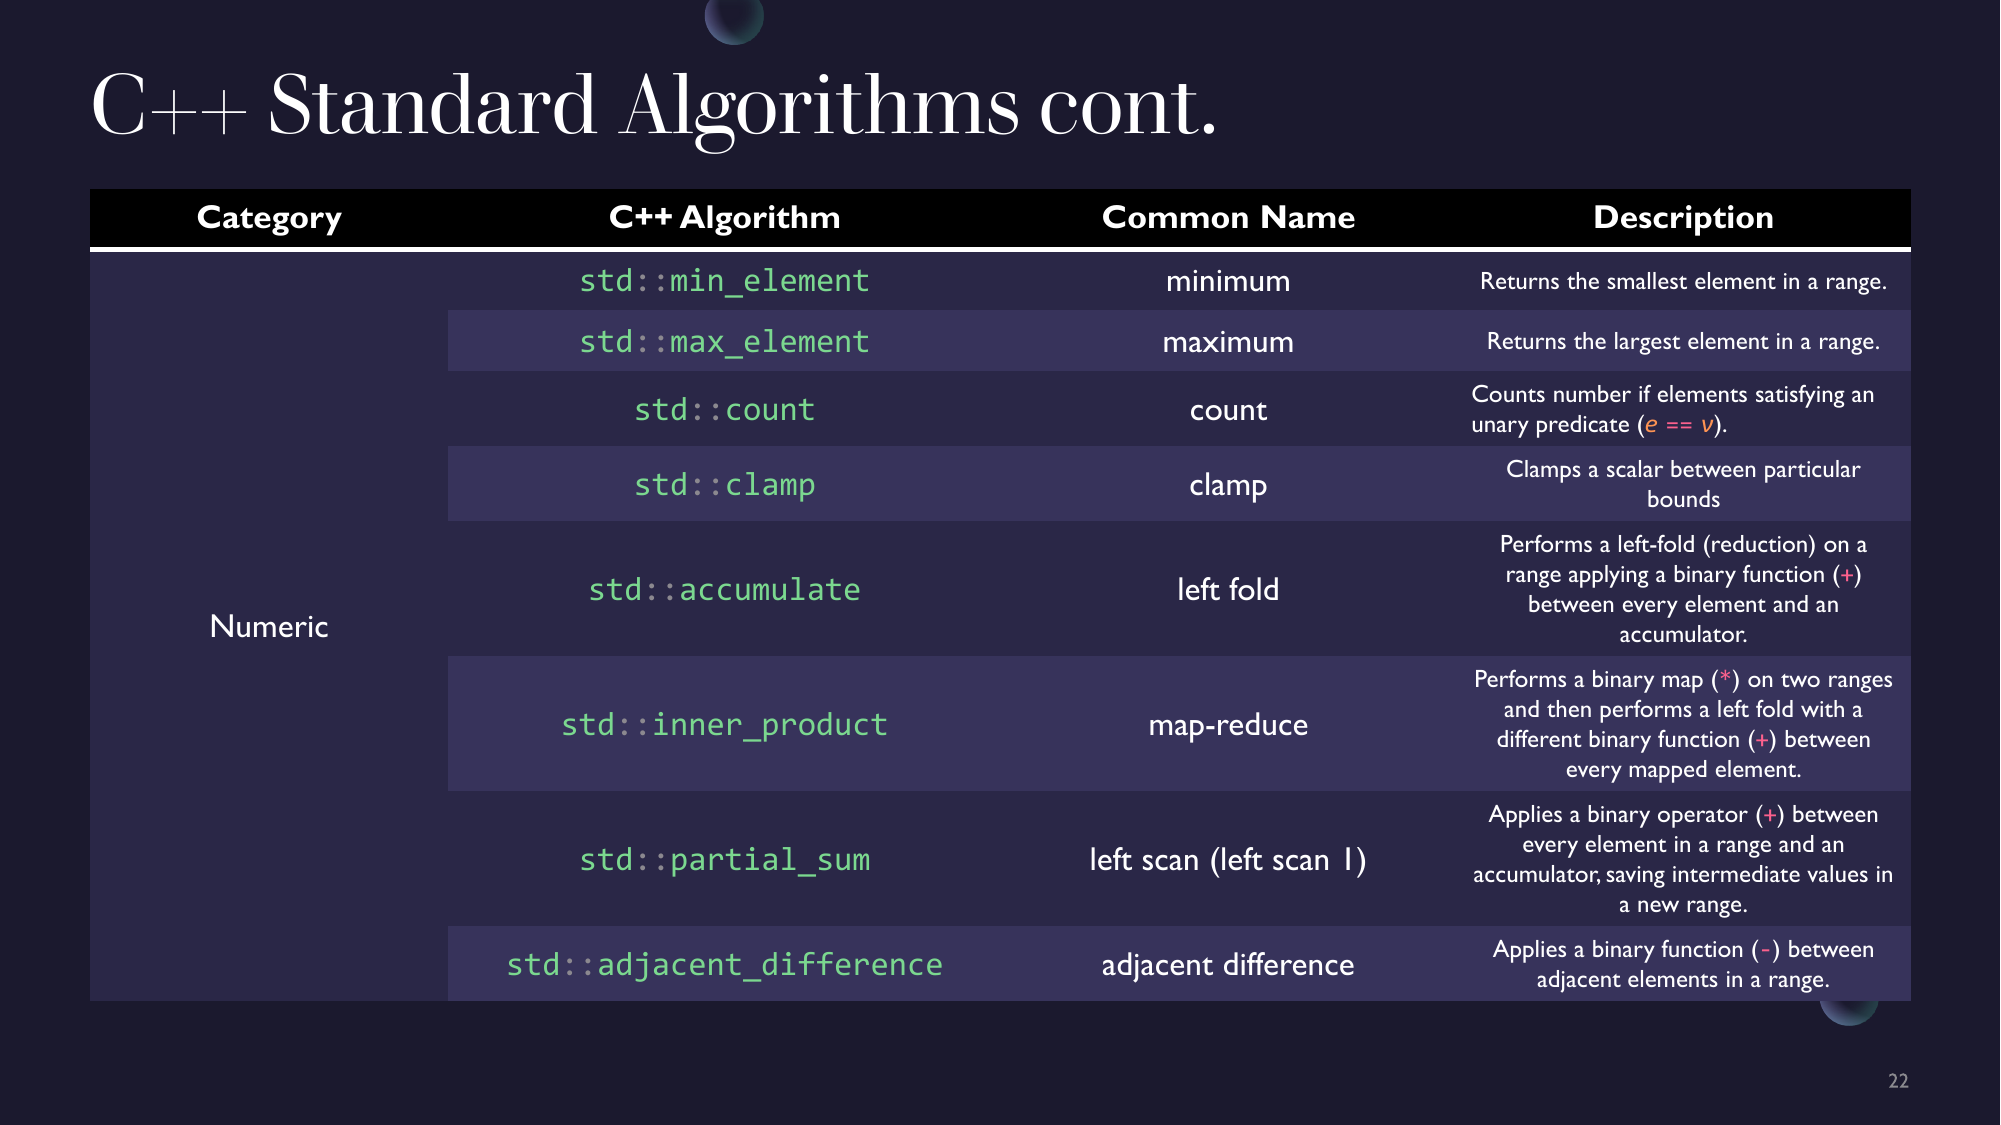 C++ Standard Algorithms cont.
Category C++ Algorithm Common Name Description
Numeric
std::min_element minimum Returns the smallest element in a range.
std::max_element maximum Returns the largest element in a range.
std::count count Counts number if elements satisfying an
unary predicate (e == v).
std::clamp clamp Clamps a scalar between particular
bounds
std::accumulate left fold Performs a left-fold (reduction) on a
range applying a binary function (+)
between every element and an
accumulator.
std::inner_product map-reduce Performs a binary map (*) on two ranges
and then performs a left fold with a
different binary function (+) between
every mapped element.
std::partial_sum left scan (left scan 1) Applies a binary operator (+) between
every element in a range and an
accumulator, saving intermediate values in
a new range.
std::adjacent_difference adjacent difference Applies a binary function (-) between
adjacent elements in a range.
22